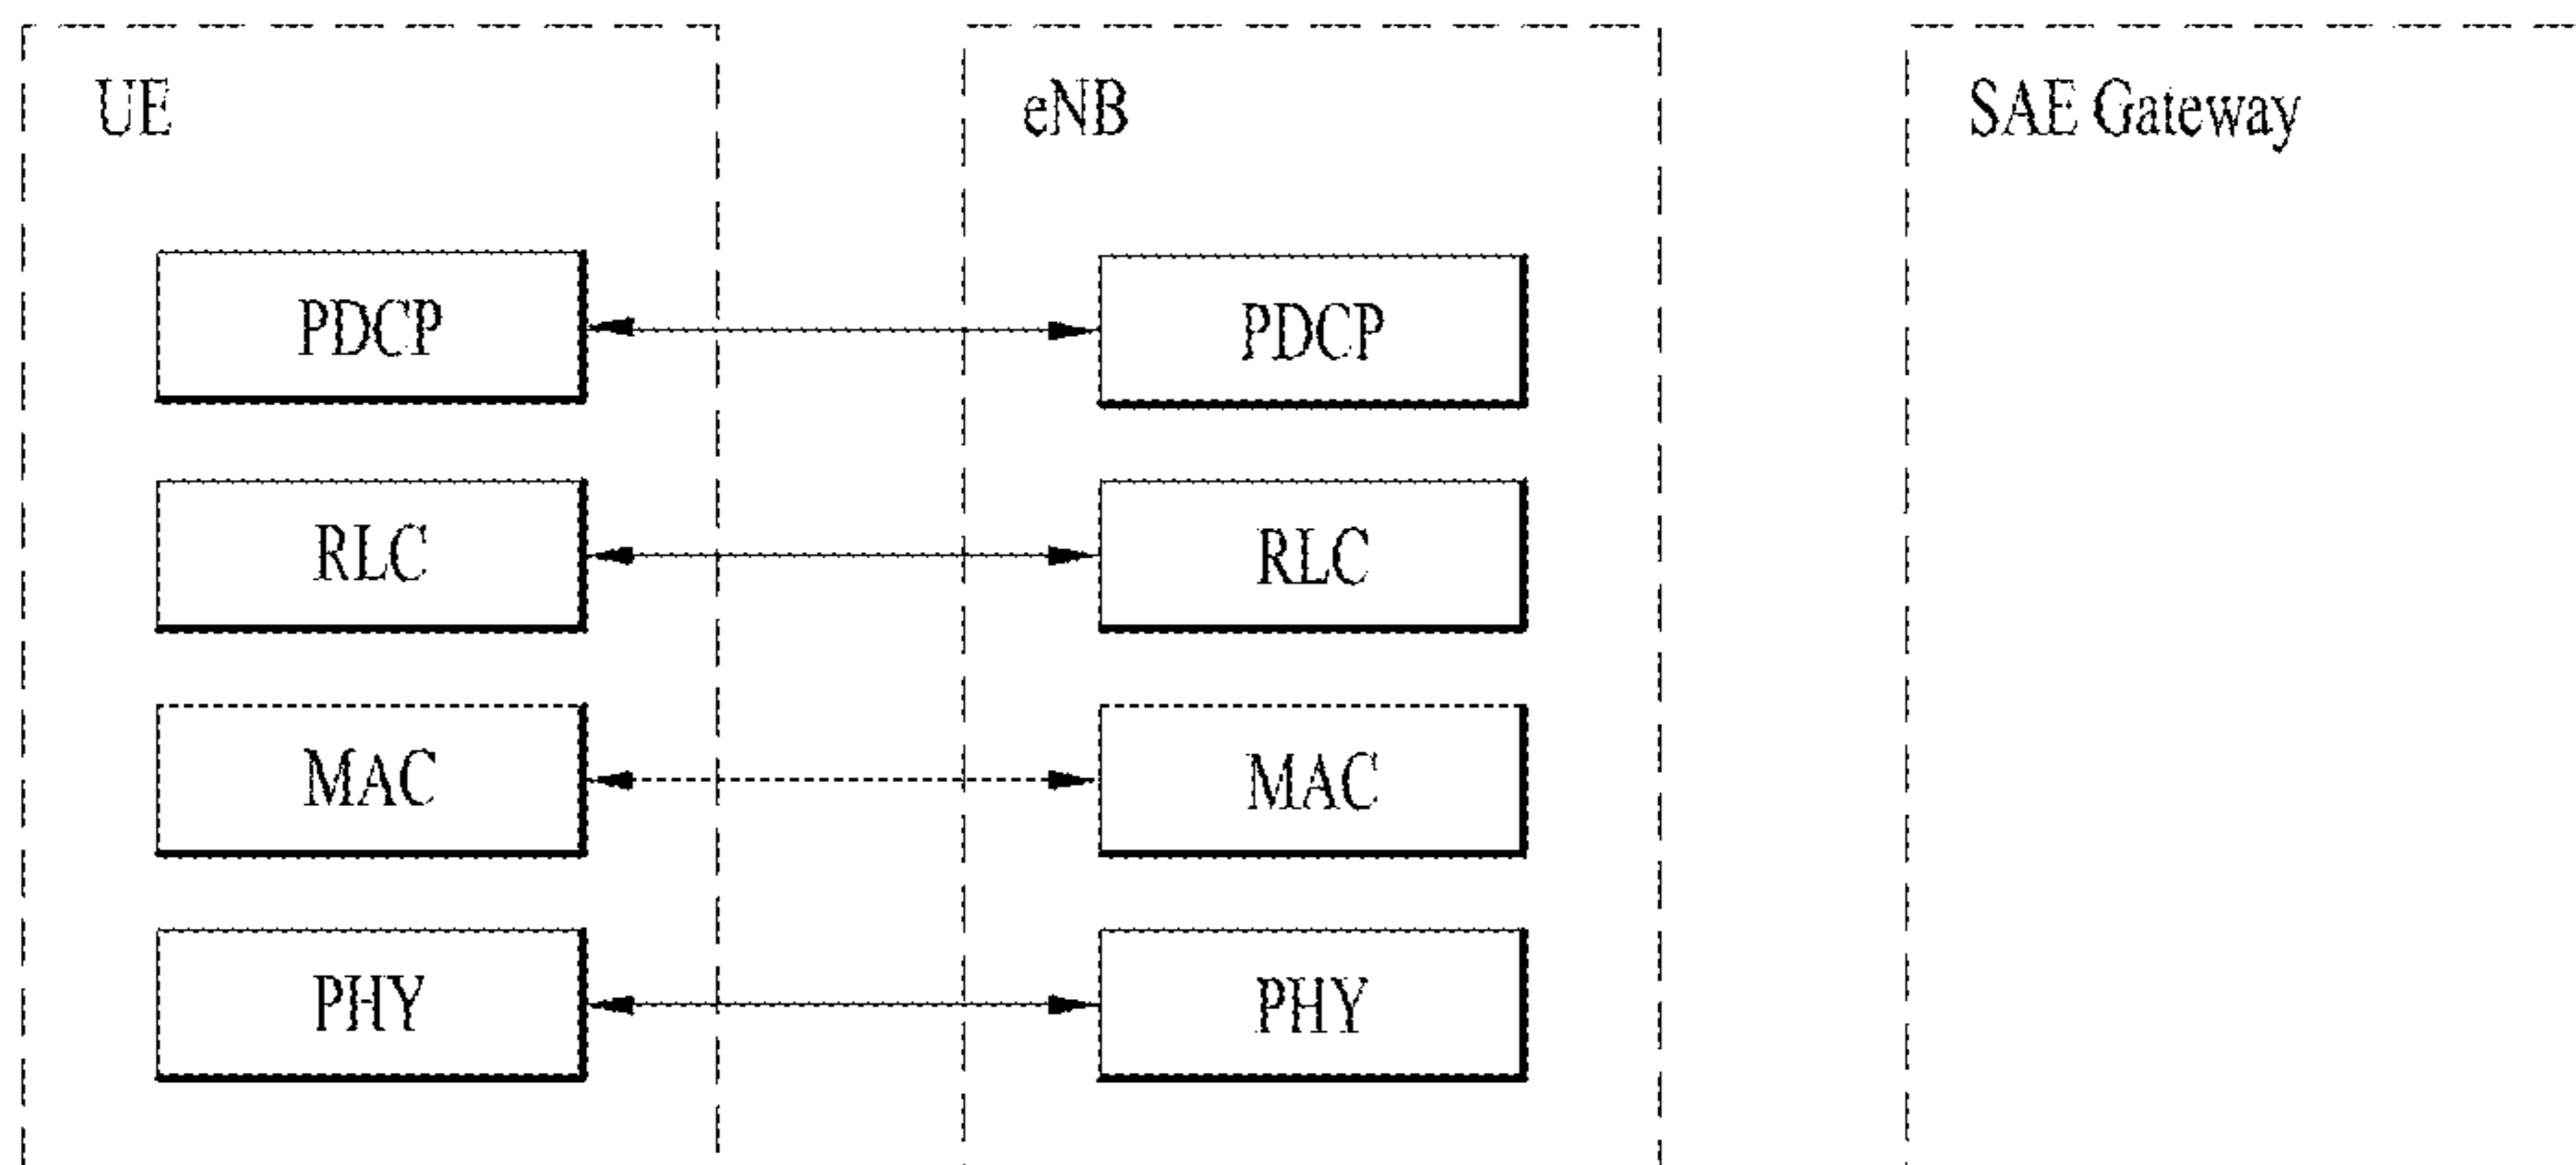 UE
eNB
SAE Gateway
PDCP
PDCP
RLC
RLC
MAC
MAC
PHY
PHY